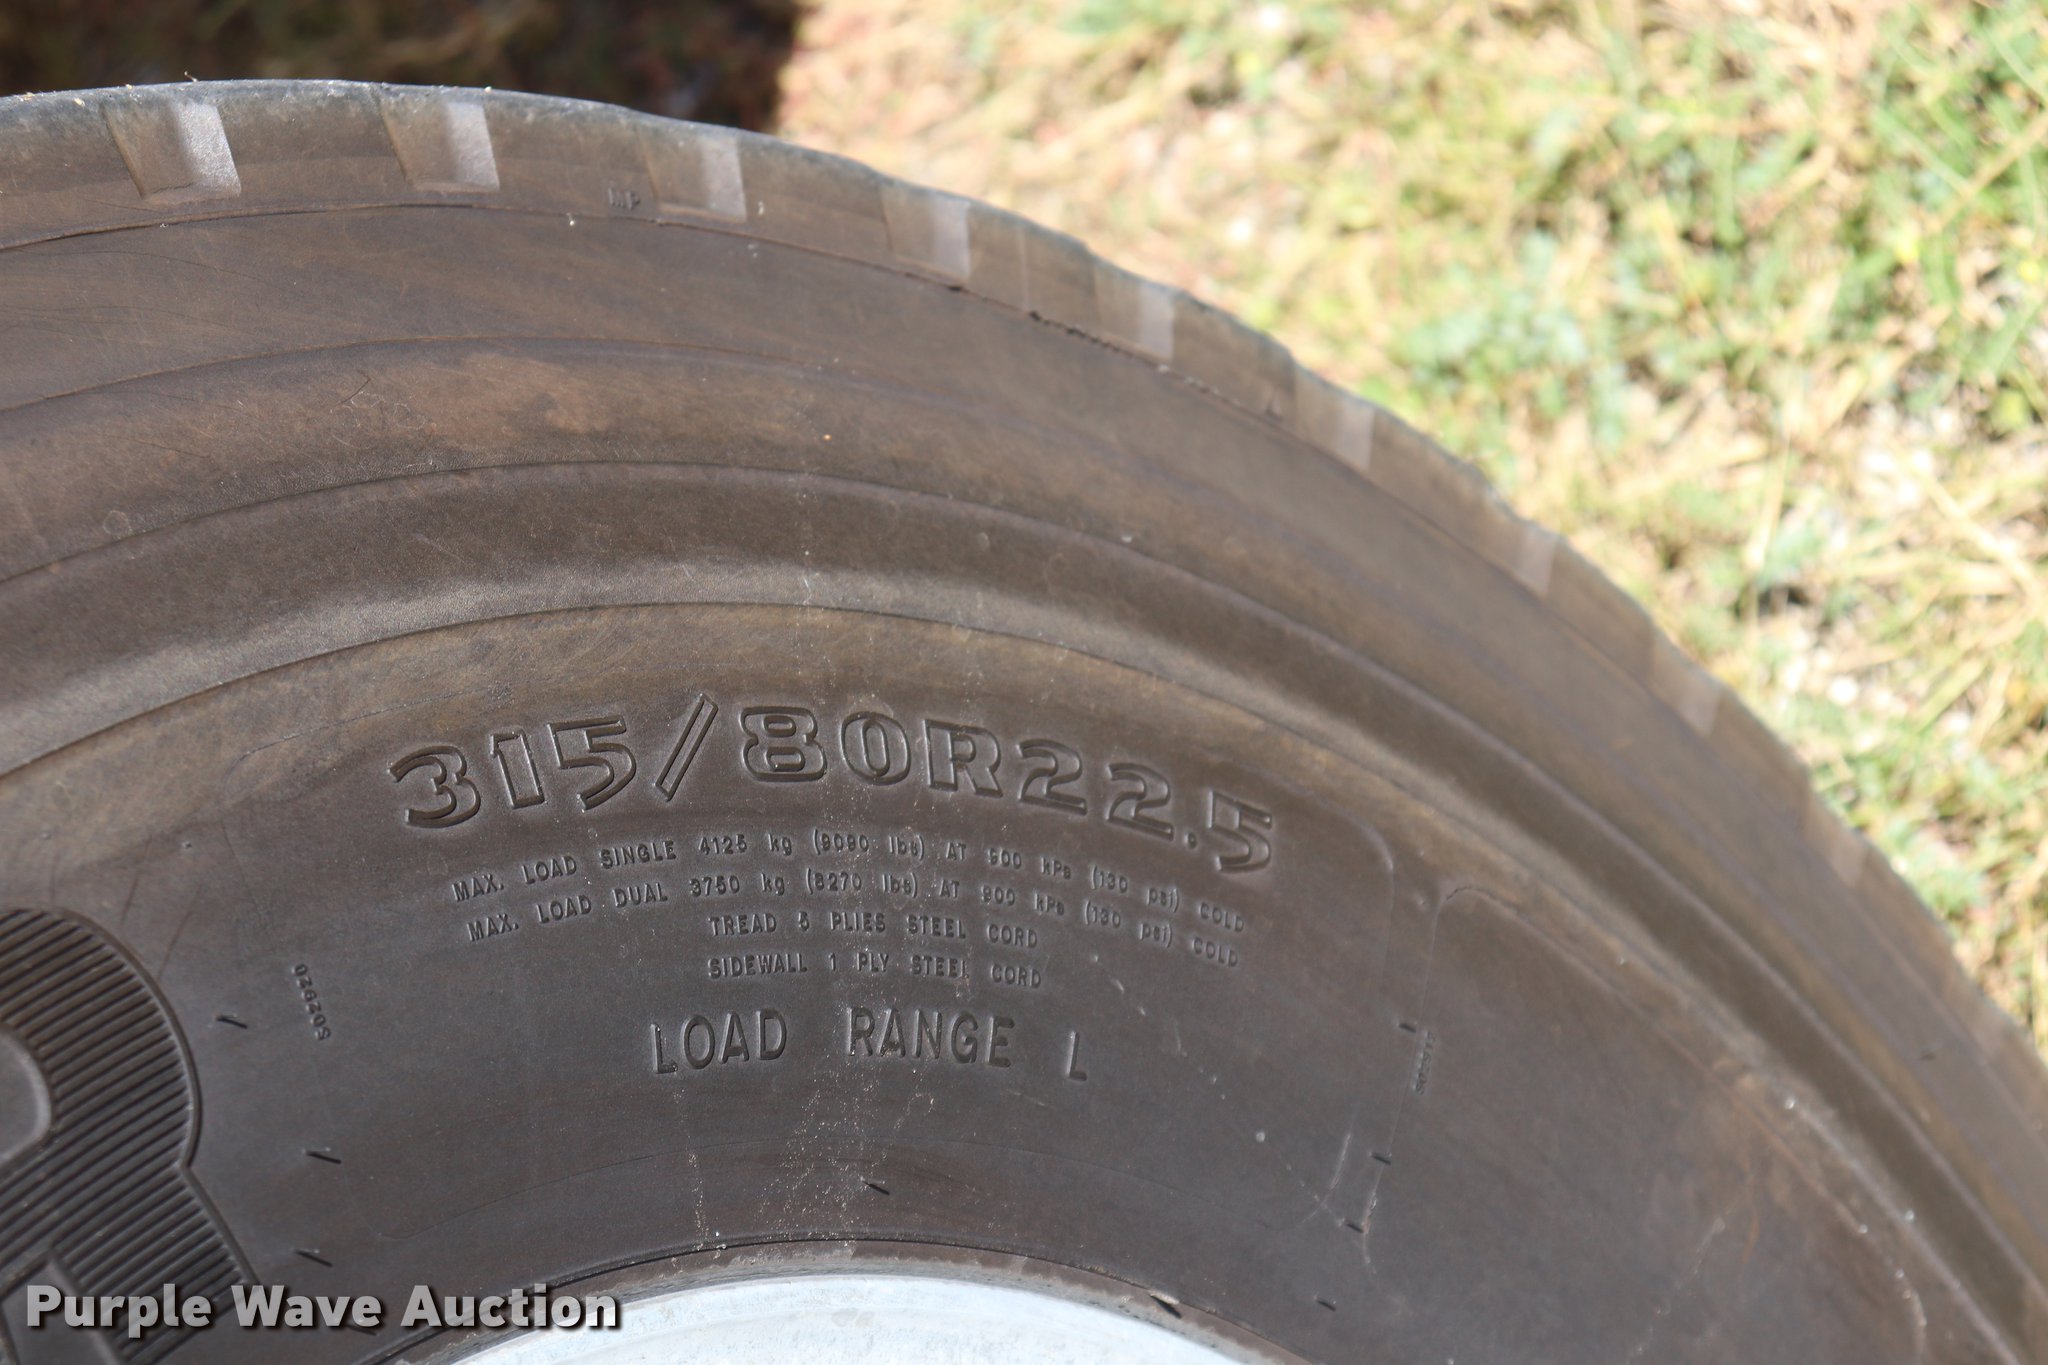 MP
315/80R22.5
MAX. LOAD SINGLE 4125 kg (9090 lbs) AT 900 kPa (130 psi) COLD
MAX. LOAD DUAL 3750 kg (8270 lbs) AT 900 kPa (130 psi) COLD
TREAD 5 PLIES STEEL CORD
SIDEWALL 1 PLY STEEL CORD
S02920
LOAD RANGE L
Purple Wave Auction